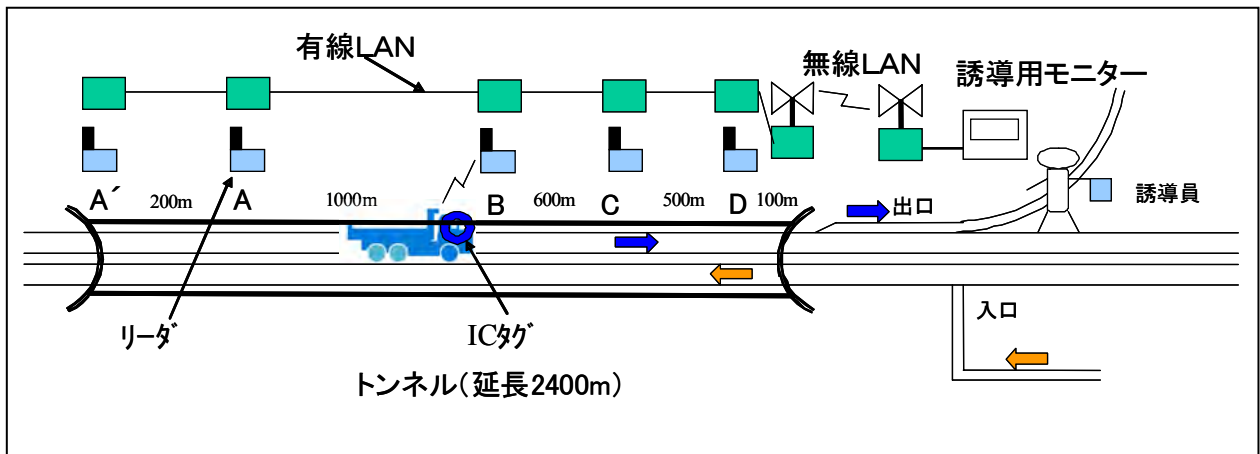 有線LAN
無線LAN
誘導用モニター
A´
200m
A
1000m
B
600m
C
500m
D
100m
出口
誘導員
入口
リーダ
ICタグ
トンネル(延長2400m)